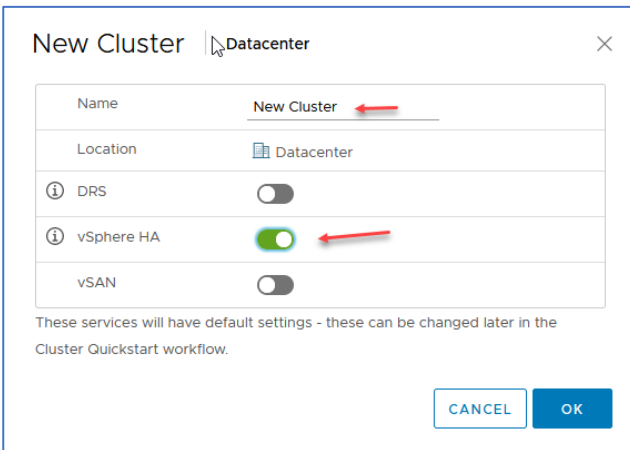 New Cluster Datacenter
Name New Cluster
Location Datacenter
DRS
vSphere HA
vSAN
These services will have default settings - these can be changed later in the
Cluster Quickstart workflow.
CANCEL OK